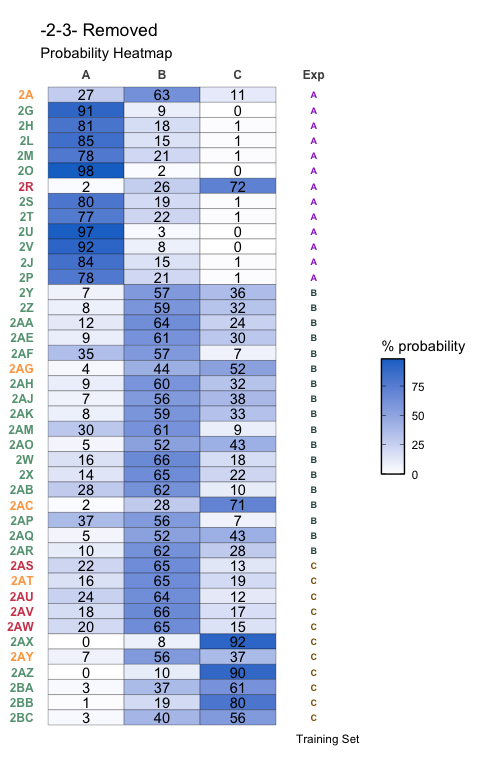 -2-3- Removed
Probability Heatmap
A B C Exp
2A 27 63 11 A
2G 91 9 0 A
2H 81 18 1 A
2L 85 15 1 A
2M 78 21 1 A
2O 98 2 0 A
2R 2 26 72 A
2S 80 19 1 A
2T 77 22 1 A
2U 97 3 0 A
2V 92 8 0 A
2J 84 15 1 A
2P 78 21 1 A
2Y 7 57 36 B
2Z 8 59 32 B
2AA 12 64 24 B
2AE 9 61 30 B
2AF 35 57 7 B
% probability
2AG 4 44 52 B
2AH 9 60 32 B
75
2AJ 7 56 38 B
2AK 8 59 33 B
50
2AM 30 61 9 B
2AO 5 52 43 B
25
2W 16 66 18 B
2X 14 65 22 B
0
2AB 28 62 10 B
2AC 2 28 71 B
2AP 37 56 7 B
2AQ 5 52 43 B
2AR 10 62 28 B
2AS 22 65 13 C
2AT 16 65 19 C
2AU 24 64 12 C
2AV 18 66 17 C
2AW 20 65 15 C
2AX 0 8 92 C
2AY 7 56 37 C
2AZ 0 10 90 C
2BA 3 37 61 C
2BB 1 19 80 C
2BC 3 40 56 C
Training Set